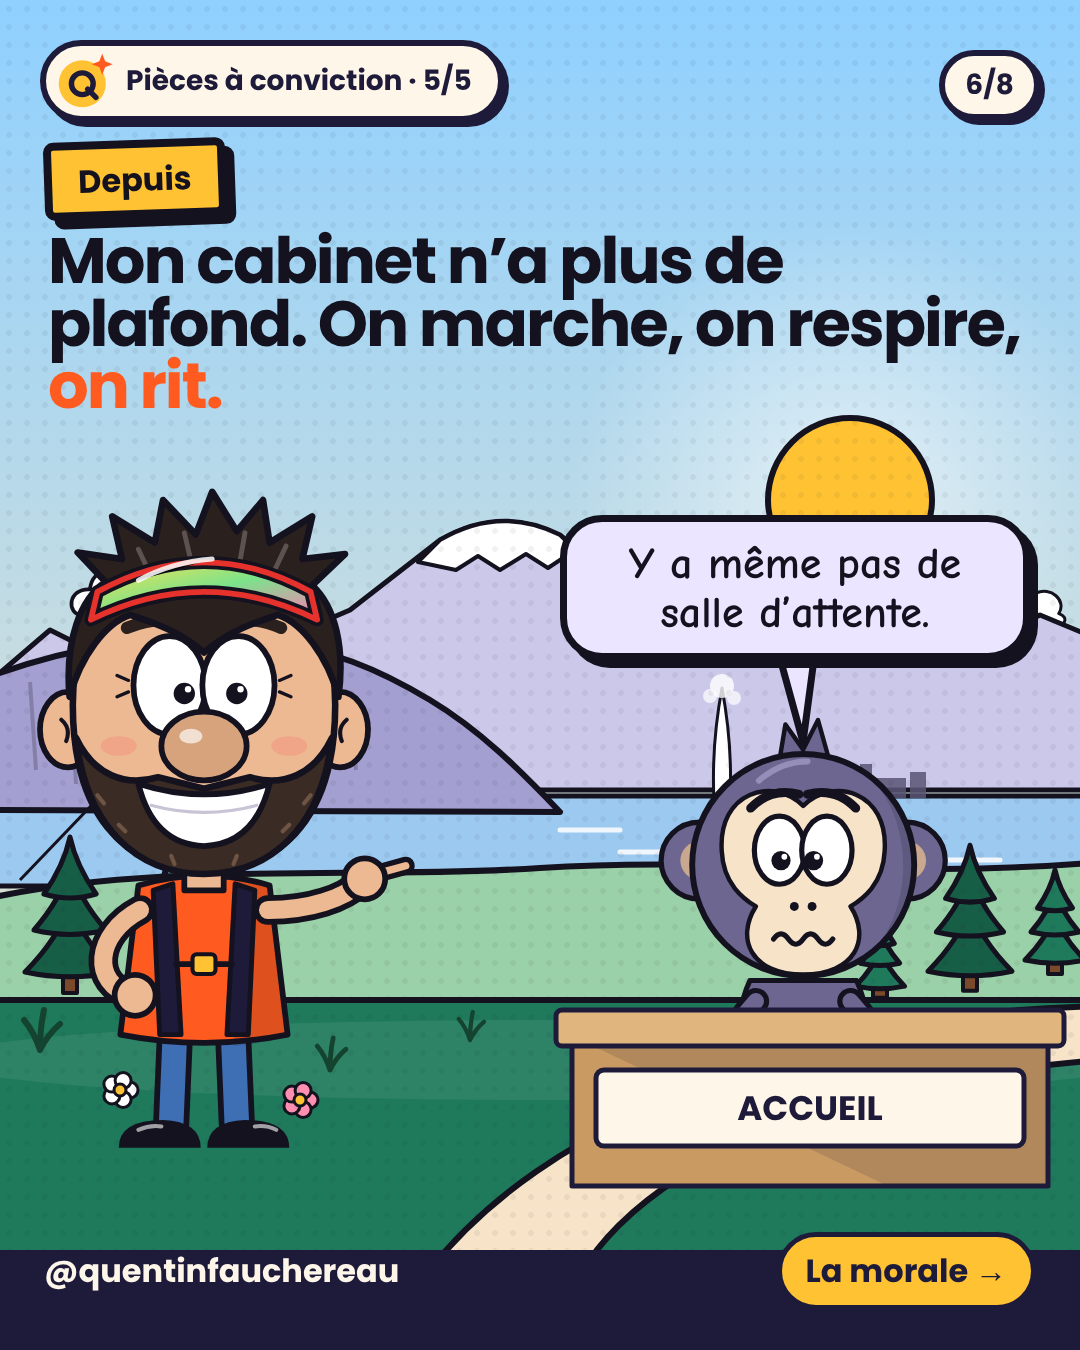 Q
Pièces à conviction · 5/5
6/8
Depuis
Mon cabinet n’a plus de
plafond. On marche, on respire,
on rit.
Y a même pas de
salle d’attente.
ACCUEIL
@quentinfauchereau
La morale →